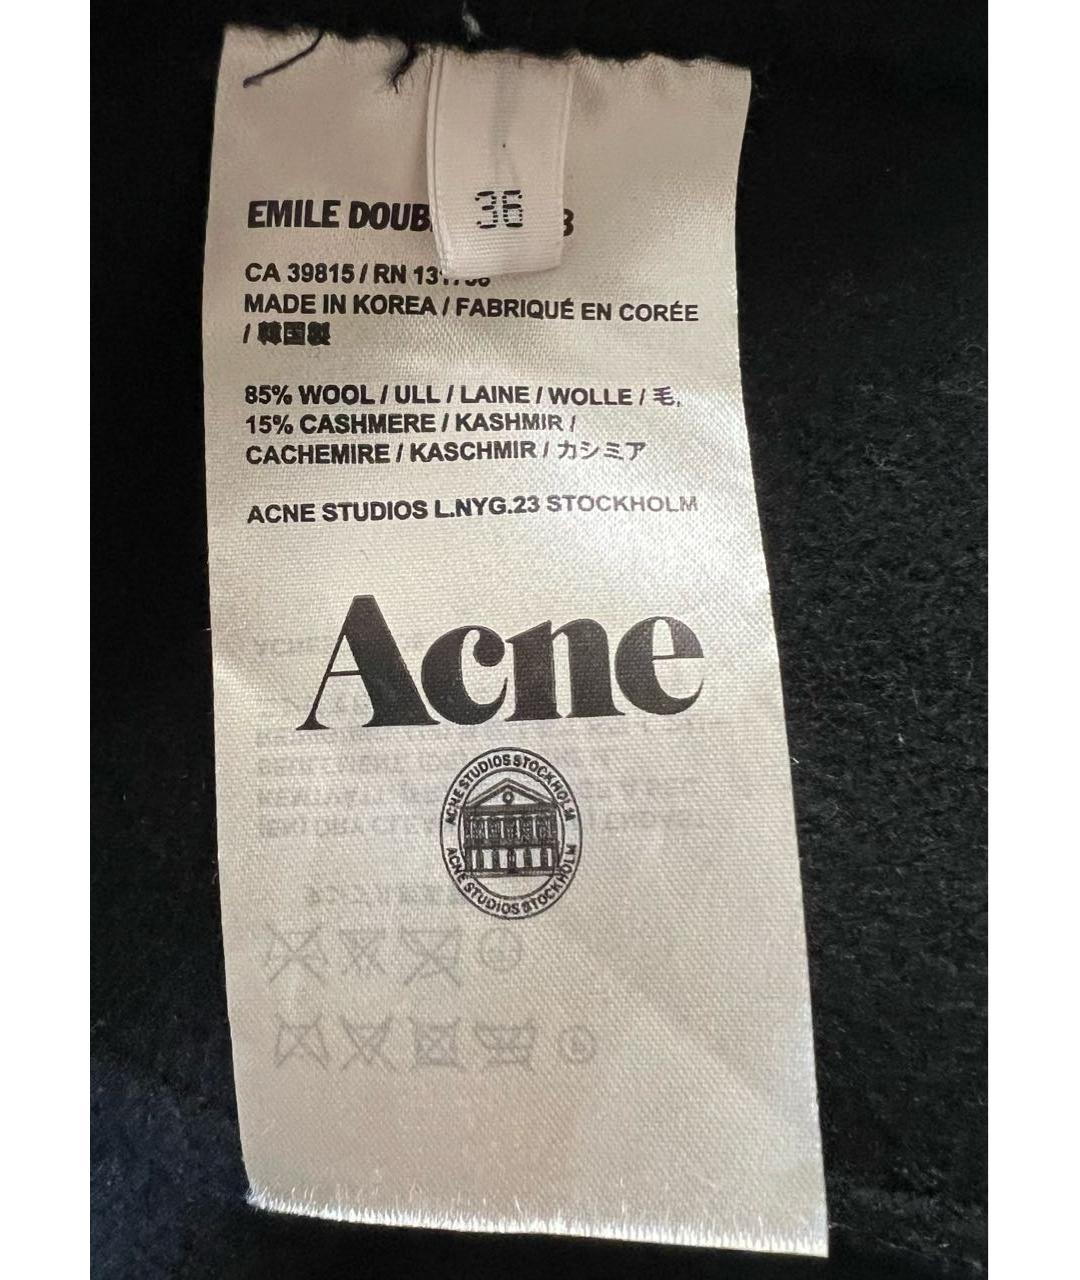 36
EMILE
CA 39815 / RN
MADE IN KOREA / FABRIQUÉ EN CORÉE
/ 韓国製
85% WOOL / ULL / LAINE / WOLLE / 毛,
15% CASHMERE / KASHMIR /
CACHEMIRE / KASCHMIR / カシミア
ACNE STUDIOS L.NYG.23 STOCKHOLM
Acne
ACNE STUDIOS STOCKHOLM
ACNE STUDIOS STOCKHOLM